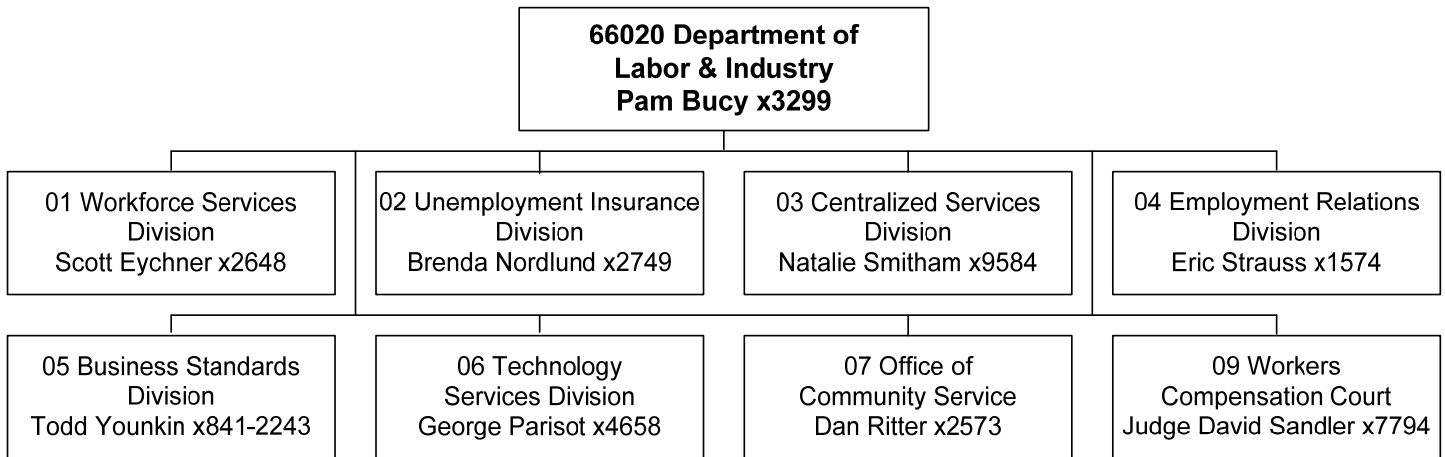 66020 Department of
Labor & Industry
Pam Bucy x3299
01 Workforce Services
Division
Scott Eychner x2648
02 Unemployment Insurance
Division
Brenda Nordlund x2749
03 Centralized Services
Division
Natalie Smitham x9584
04 Employment Relations
Division
Eric Strauss x1574
05 Business Standards
Division
Todd Younkin x841-2243
06 Technology
Services Division
George Parisot x4658
07 Office of
Community Service
Dan Ritter x2573
09 Workers
Compensation Court
Judge David Sandler x7794